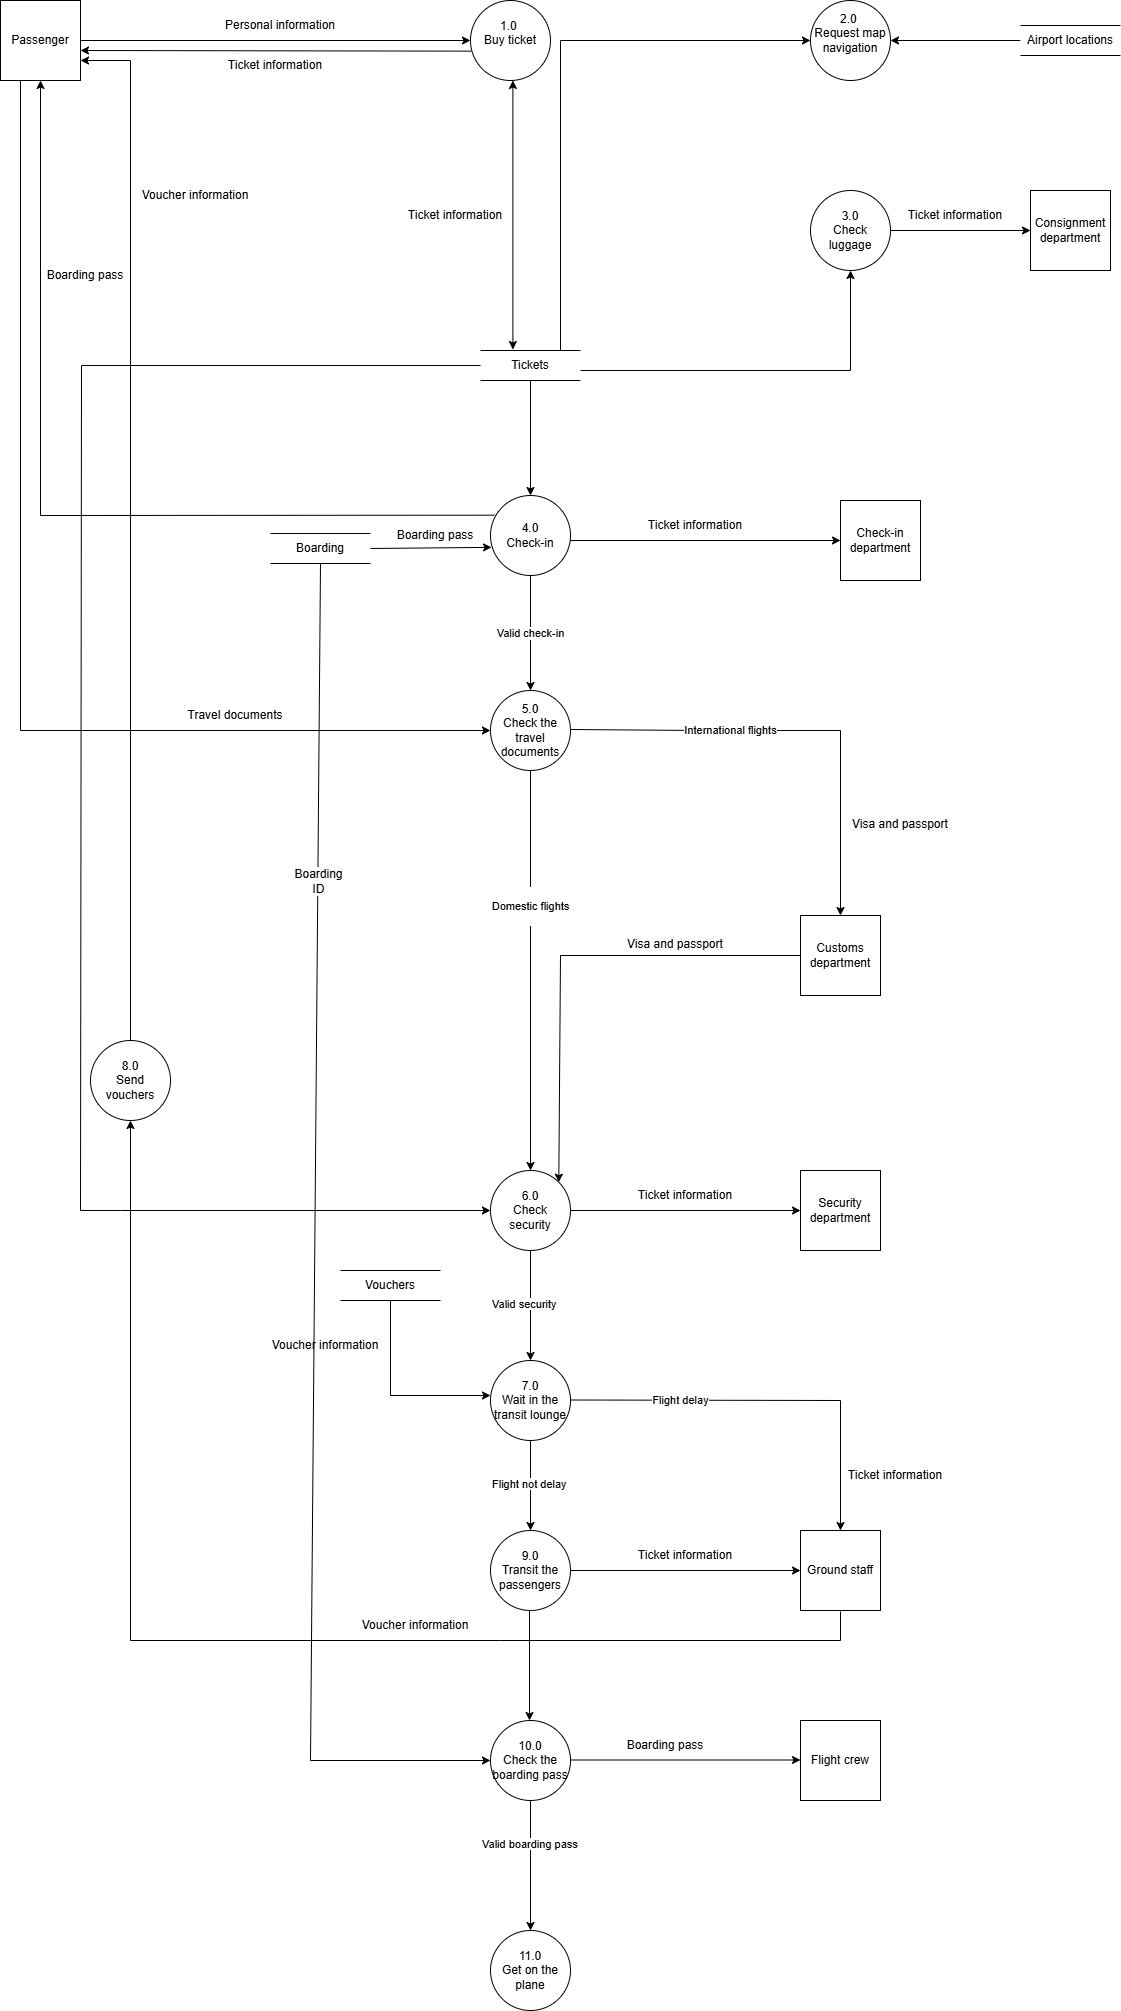 Passenger
Personal information
1.0
Buy ticket
2.0
Request map
navigation
Airport locations
Ticket information
Voucher information
Ticket information
3.0
Check
luggage
Ticket information
Consignment
department
Boarding pass
Tickets
4.0
Check-in
Ticket information
Check-in
department
Boarding
Boarding pass
Valid check-in
Travel documents
5.0
Check the
travel
documents
International flights
Visa and passport
Boarding
ID
Domestic flights
Visa and passport
Customs
department
8.0
Send
vouchers
6.0
Check
security
Ticket information
Security
department
Vouchers
Valid security
Voucher information
7.0
Wait in the
transit lounge
Flight delay
Ticket information
Flight not delay
9.0
Transit the
passengers
Ticket information
Ground staff
Voucher information
10.0
Check the
boarding pass
Boarding pass
Flight crew
Valid boarding pass
11.0
Get on the
plane